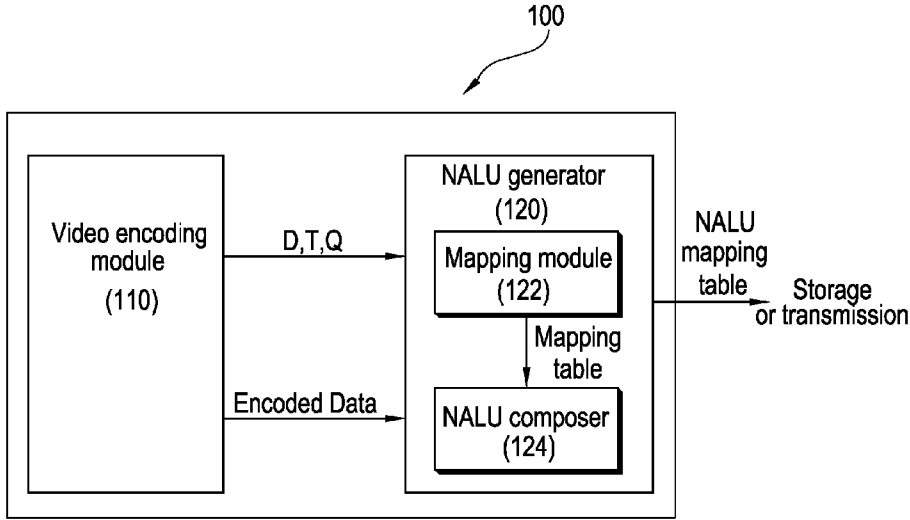 100
Video encoding
module
(110)
D,T,Q
Encoded Data
NALU generator
(120)
Mapping module
(122)
Mapping
table
NALU composer
(124)
NALU
mapping
table
Storage
or transmission